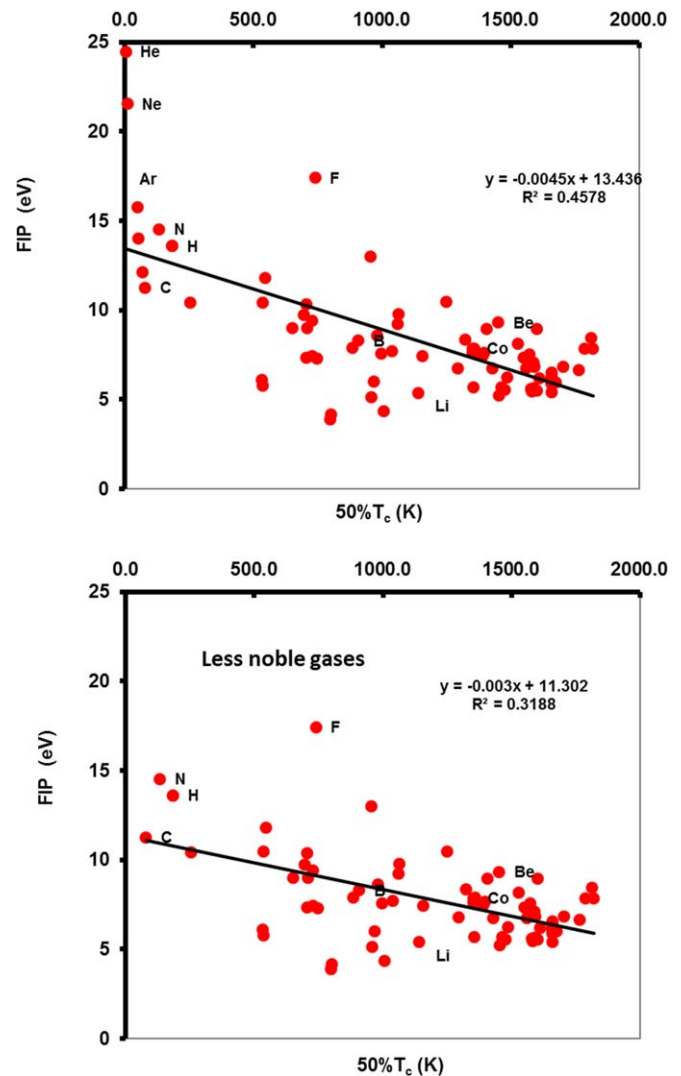 0.0 500.0 1000.0 1500.0 2000.0
25
He
Ne
20
Ar
F
y = -0.0045x + 13.436
R² = 0.4578
FIP (eV)
15
N
H
C
10
Be
B
Co
5
Li
0
50%Tc (K)
0.0 500.0 1000.0 1500.0 2000.0
25
Less noble gases
20
y = -0.003x + 11.302
R² = 0.3188
F
FIP (eV)
15
N
H
C
10
Be
B
Co
5
Li
0
50%Tc (K)